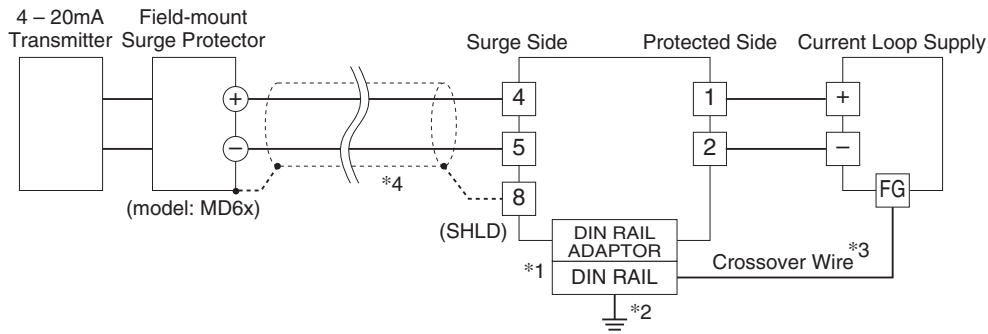 4 – 20mA
Transmitter
Field-mount
Surge Protector
Surge Side
Protected Side
Current Loop Supply
+
4
1
+
–
5
2
–
*4
8
FG
(model: MD6x)
(SHLD)
DIN RAIL
ADAPTOR
*1
DIN RAIL
Crossover Wire*3
*2